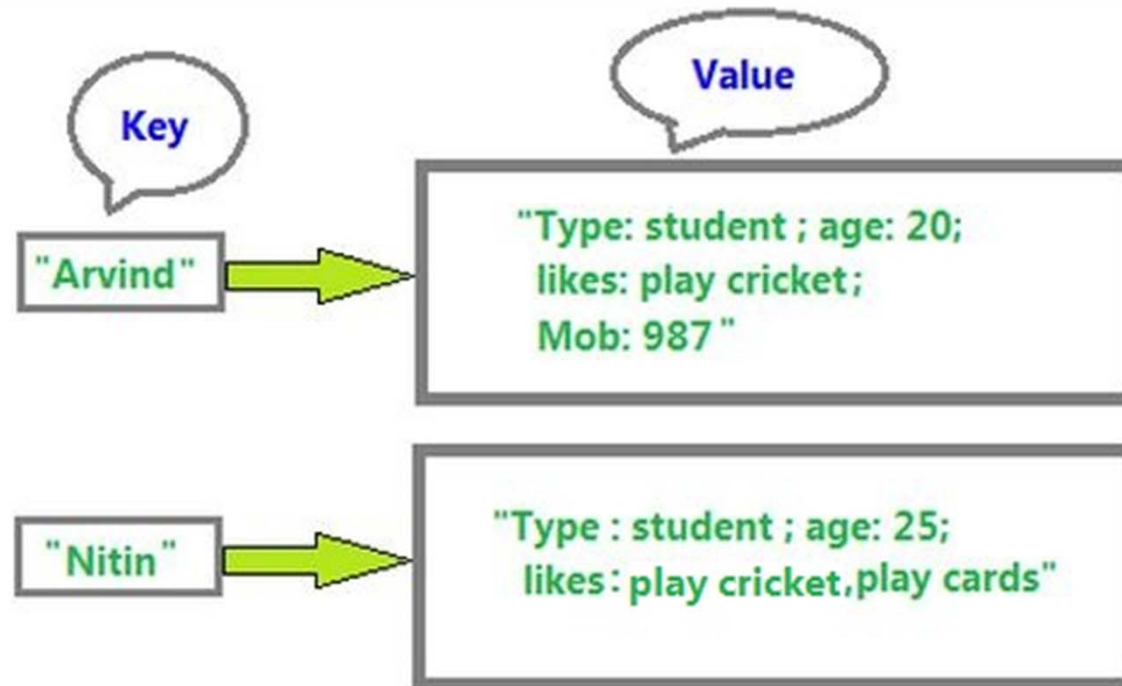 Key
Value
"Arvind"
"Type: student ; age: 20;
likes: play cricket;
Mob: 987 "
"Nitin"
"Type : student ; age: 25;
likes: play cricket,play cards"